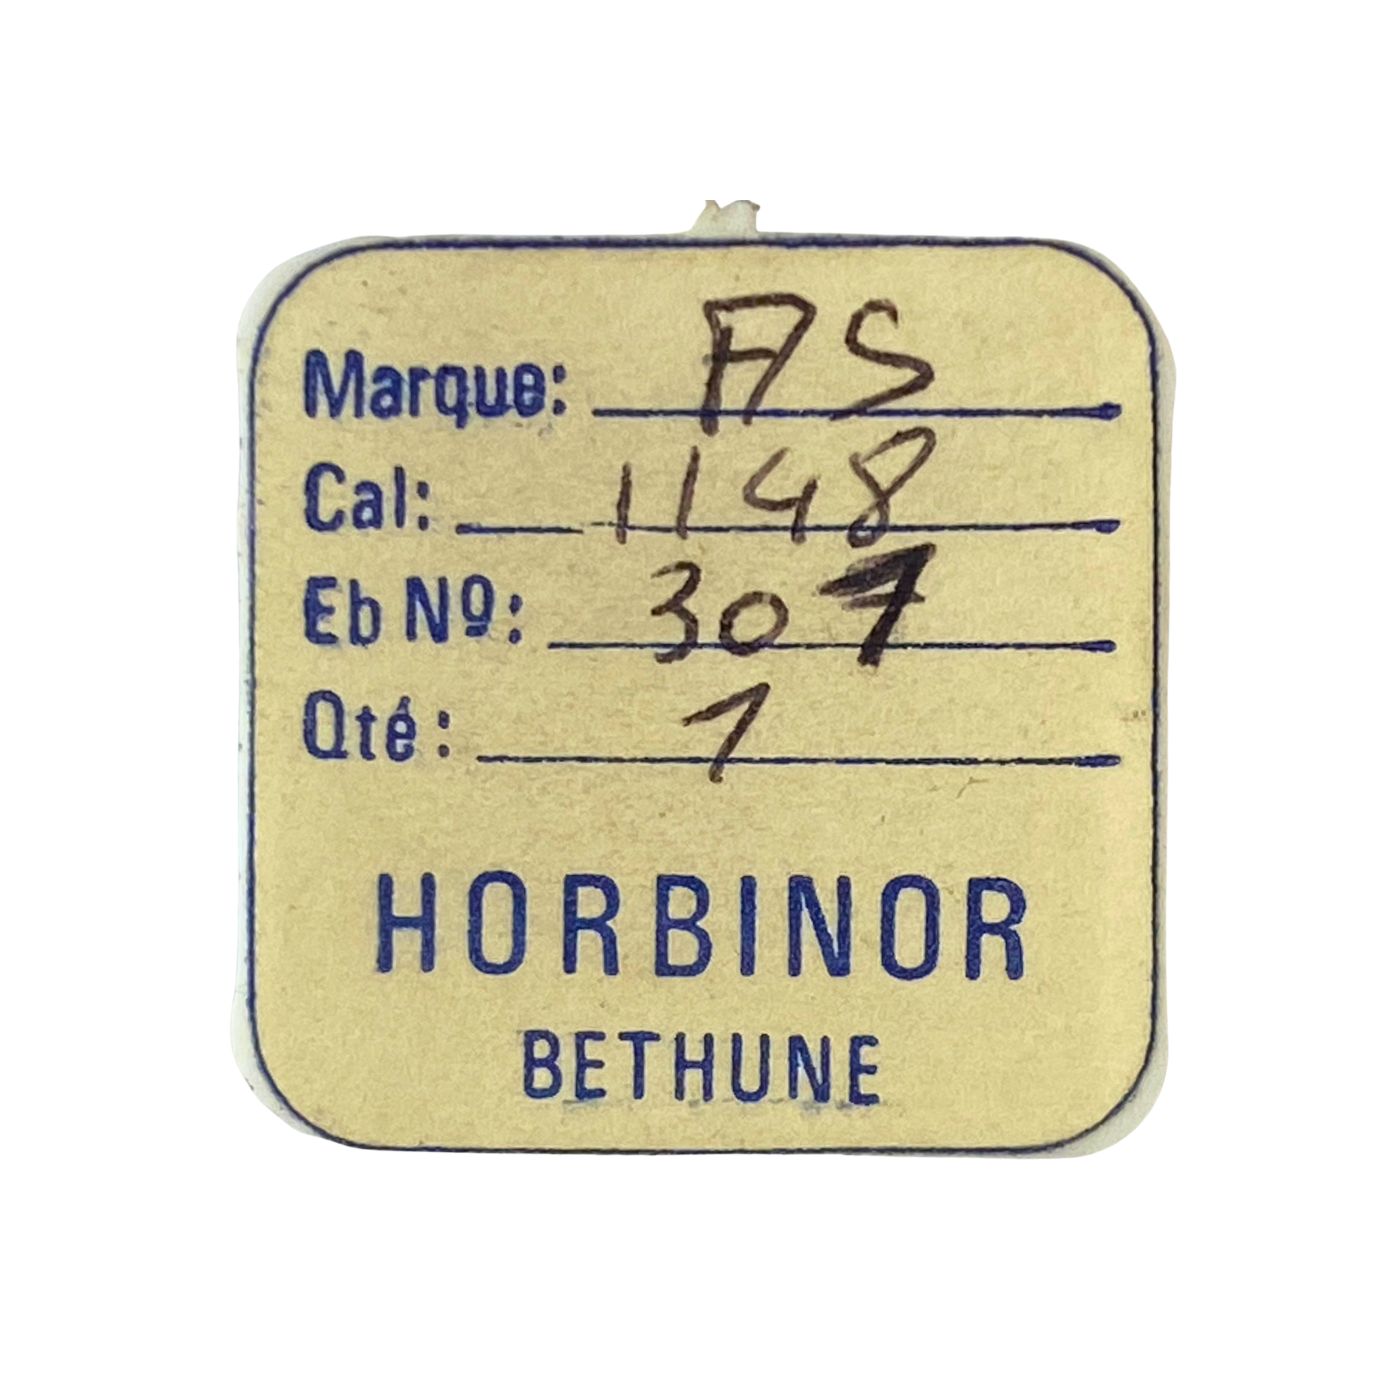 Marque: AS
Cal: 1148
Eb Nº: 307
Qté: 1
HORBINOR
BETHUNE